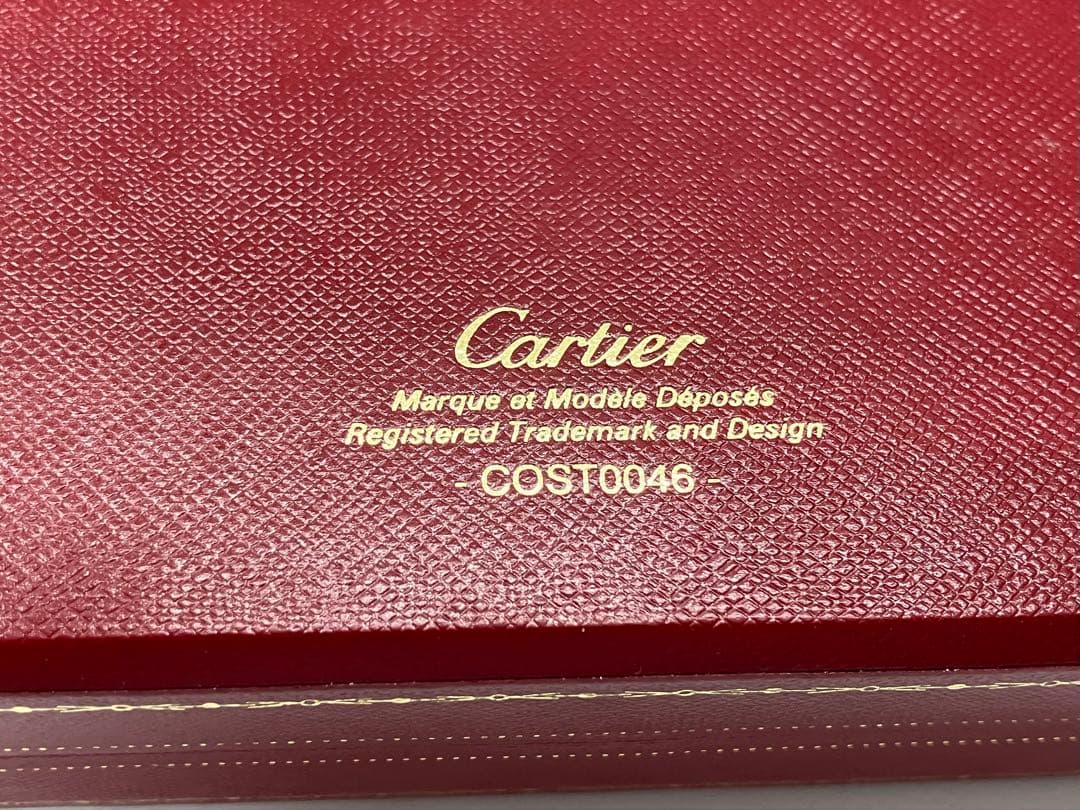 Cartier
Marque et Modèle Déposés
Registered Trademark and Design
- COST0046 -